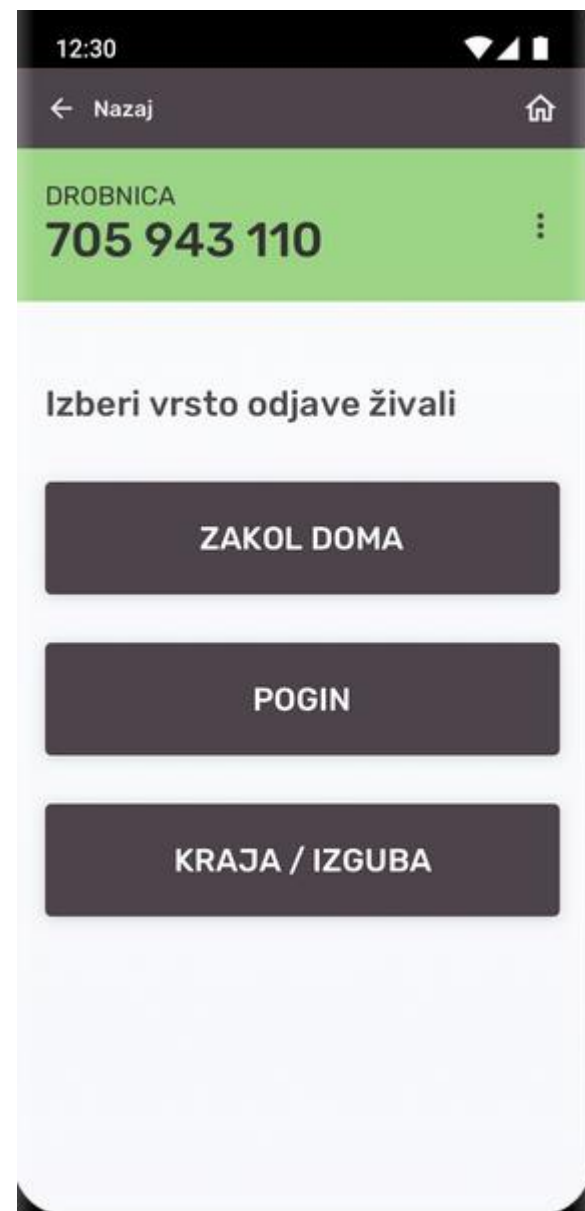 12:30
← Nazaj
DROBNICA
705 943 110
Izberi vrsto odjave živali
ZAKOL DOMA
POGIN
KRAJA / IZGUBA